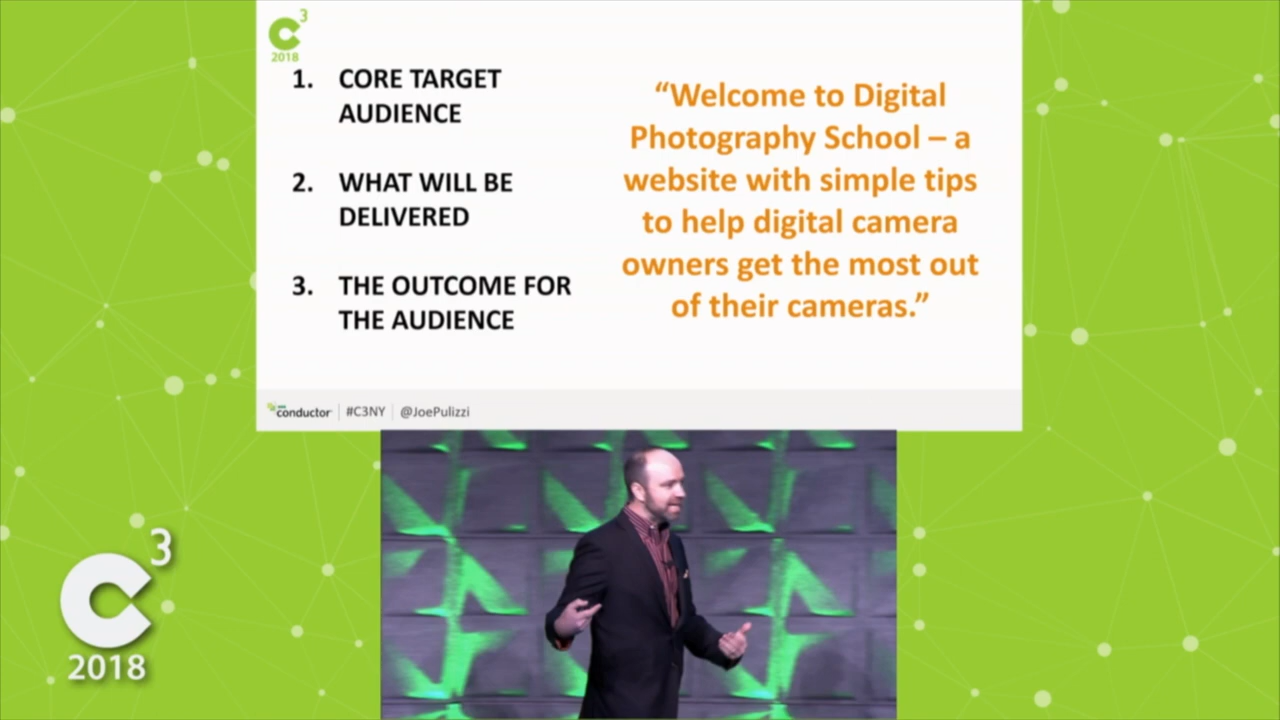 C3
2018
1. CORE TARGET
AUDIENCE
2. WHAT WILL BE
DELIVERED
3. THE OUTCOME FOR
THE AUDIENCE
“Welcome to Digital
Photography School – a
website with simple tips
to help digital camera
owners get the most out
of their cameras.”
conductor | #C3NY | @JoePulizzi
C3
2018